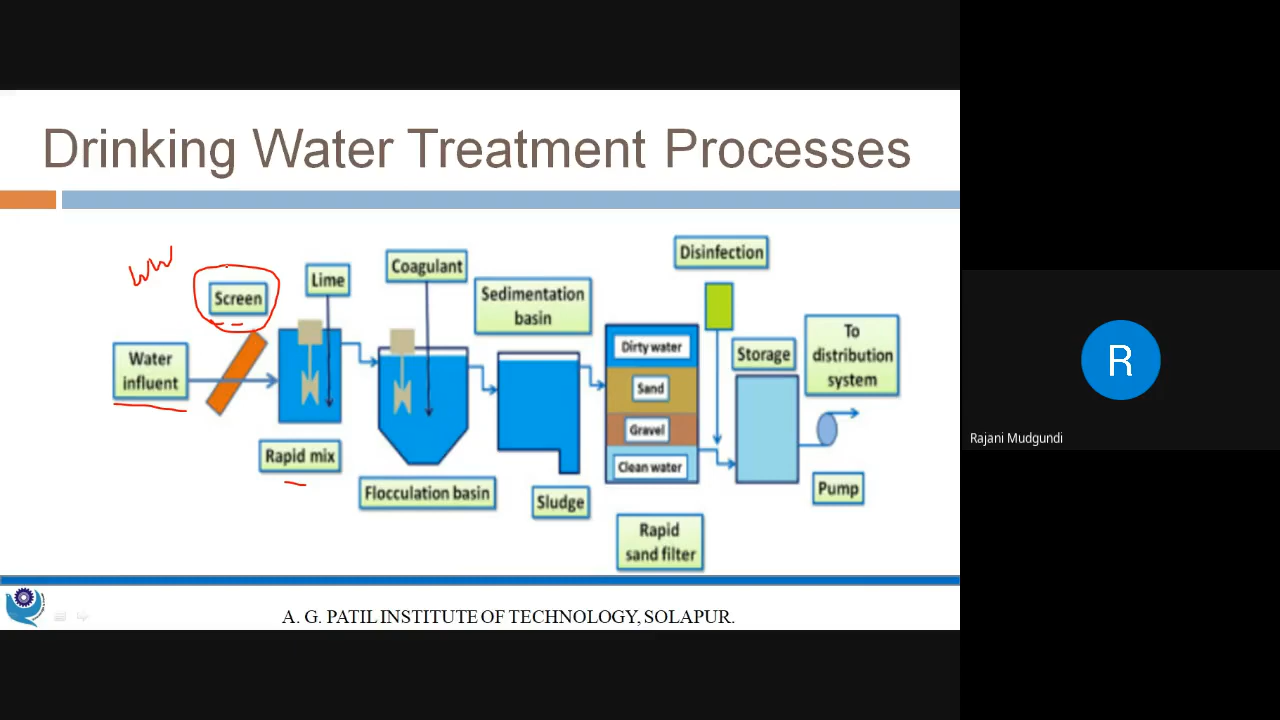 Drinking Water Treatment Processes
WW
Screen
Lime
Coagulant
Sedimentation
basin
Disinfection
Water
influent
Dirty water
Sand
Gravel
Clean water
Storage
To
distribution
system
Rapid mix
Flocculation basin
Sludge
Rapid
sand filter
Pump
A. G. PATIL INSTITUTE OF TECHNOLOGY, SOLAPUR.
R
Rajani Mudgundi